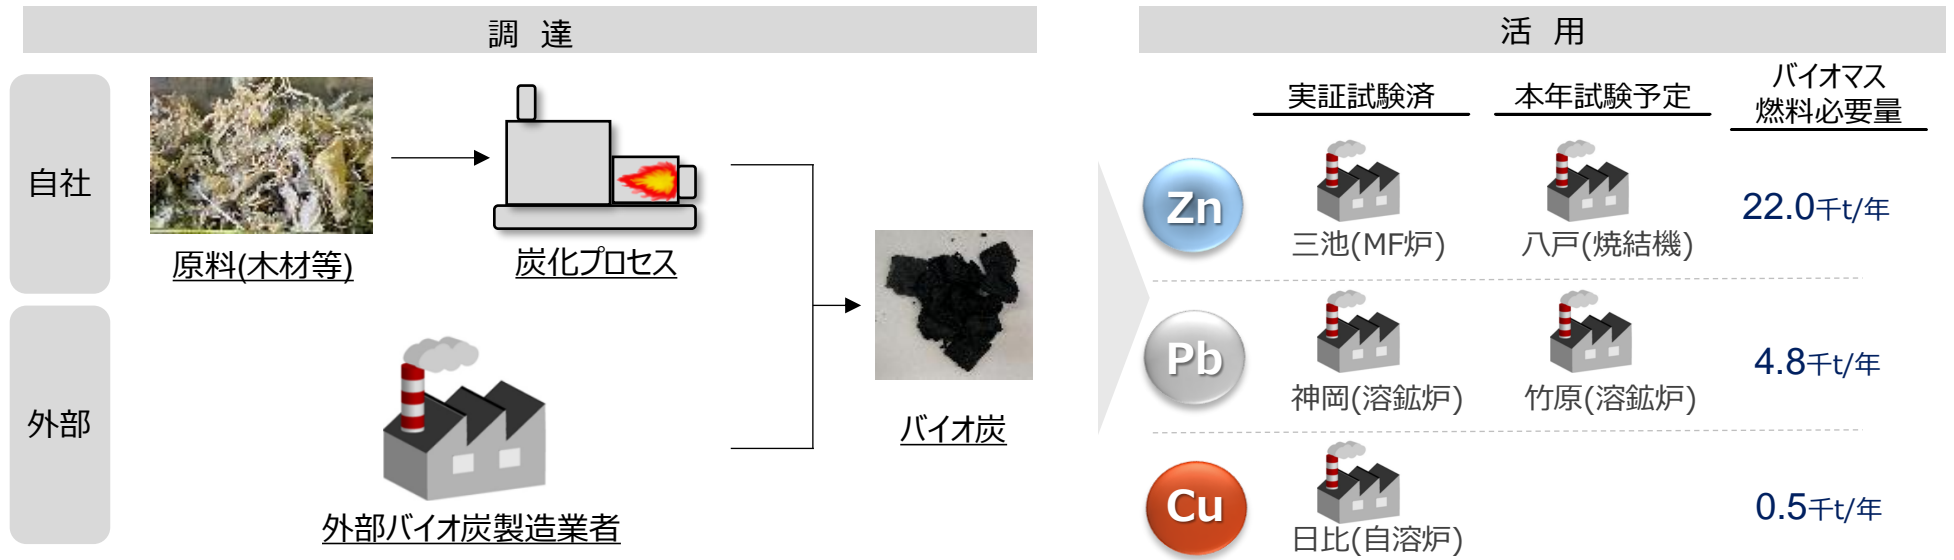 調 達
自社
原料(木材等)
炭化プロセス
外部
外部バイオ炭製造業者
バイオ炭
活 用
実証試験済
本年試験予定
バイオマス
燃料必要量
Zn
三池(MF炉)
八戸(焼結機)
22.0千t/年
Pb
神岡(溶鉱炉)
竹原(溶鉱炉)
4.8千t/年
Cu
日比(自溶炉)
0.5千t/年